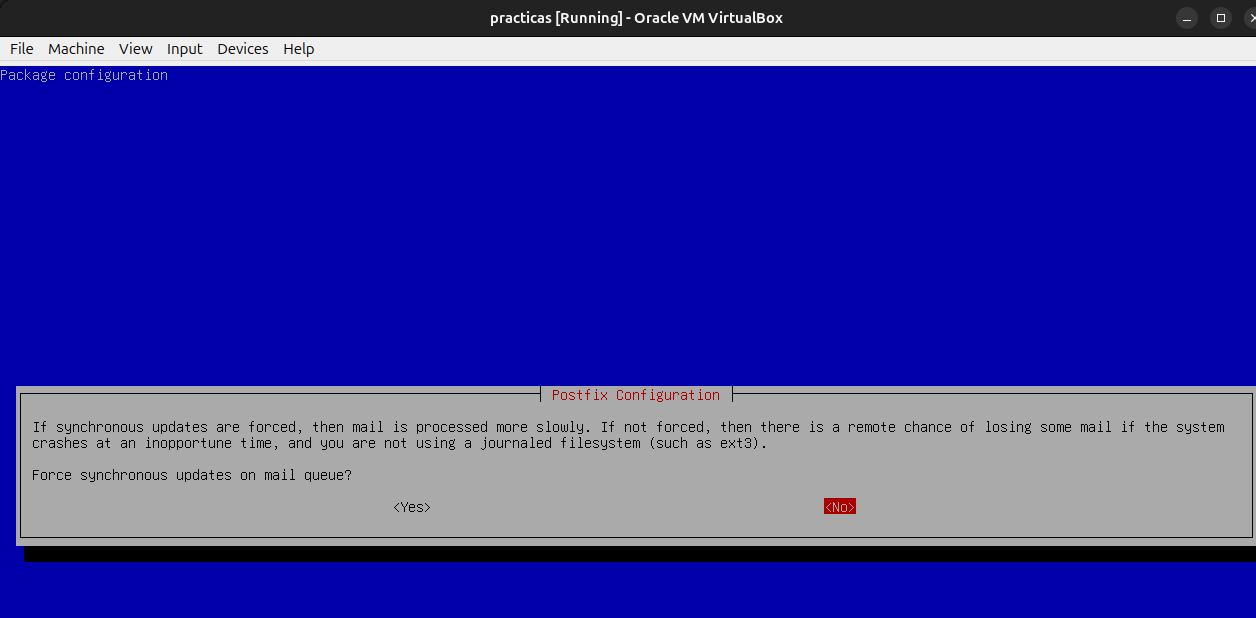 practicas [Running] - Oracle VM VirtualBox
File Machine View Input Devices Help
Package configuration
Postfix Configuration
If synchronous updates are forced, then mail is processed more slowly. If not forced, then there is a remote chance of losing some mail if the system
crashes at an inopportune time, and you are not using a journaled filesystem (such as ext3).
Force synchronous updates on mail queue?
<Yes> <No>